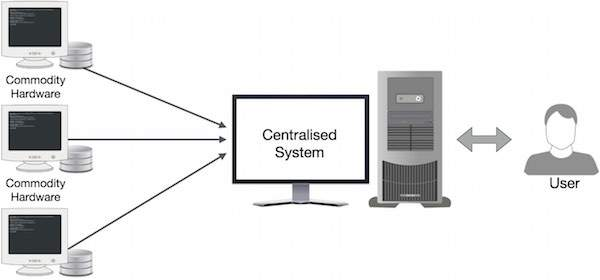 Commodity
Hardware
Commodity
Hardware
Centralised
System
User